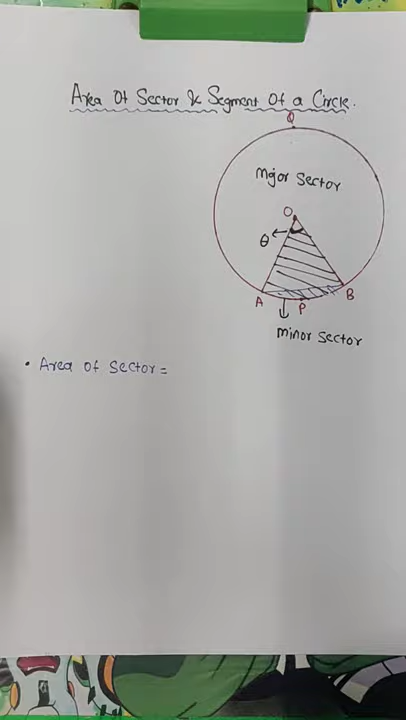 Area Of Sector & Segment Of a Circle.
Q
Major Sector
O
θ
A
P
B
minor sector
• Area of sector =